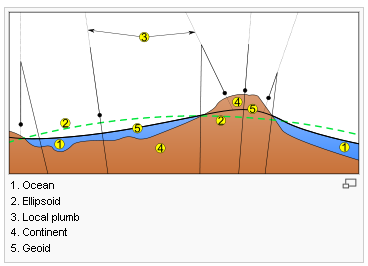 3
2
5
4
5
2
1
4
1
1. Ocean
2. Ellipsoid
3. Local plumb
4. Continent
5. Geoid